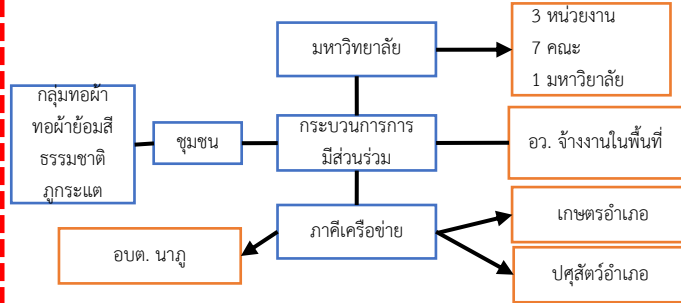 3 หน่วยงาน
7 คณะ
1 มหาวิยาลัย
มหาวิทยาลัย
กลุ่มทอผ้า
ทอผ้าย้อมสี
ธรรมชาติ
ภูกระแต
ชุมชน
กระบวนการการ
มีส่วนร่วม
อว. จ้างงานในพื้นที่
ภาคีเครือข่าย
เกษตรอำเภอ
อบต. นาภู
ปศุสัตว์อำเภอ